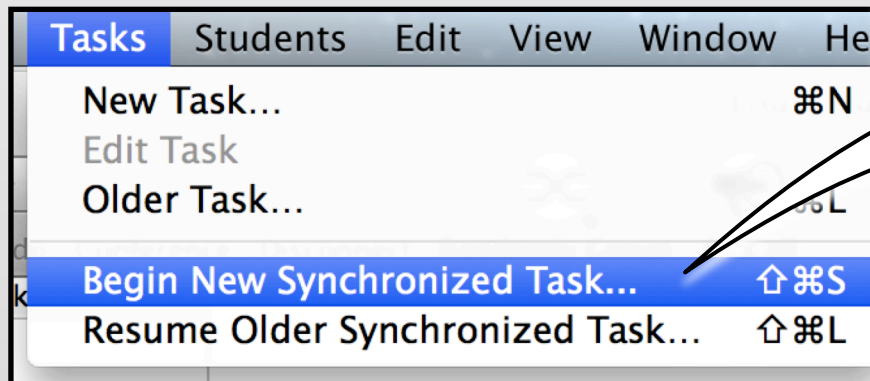 Tasks Students Edit View Window He
New Task... ⌘N
Edit Task
Older Task... ⌘L
Begin New Synchronized Task... ⇧⌘S
Resume Older Synchronized Task... ⇧⌘L